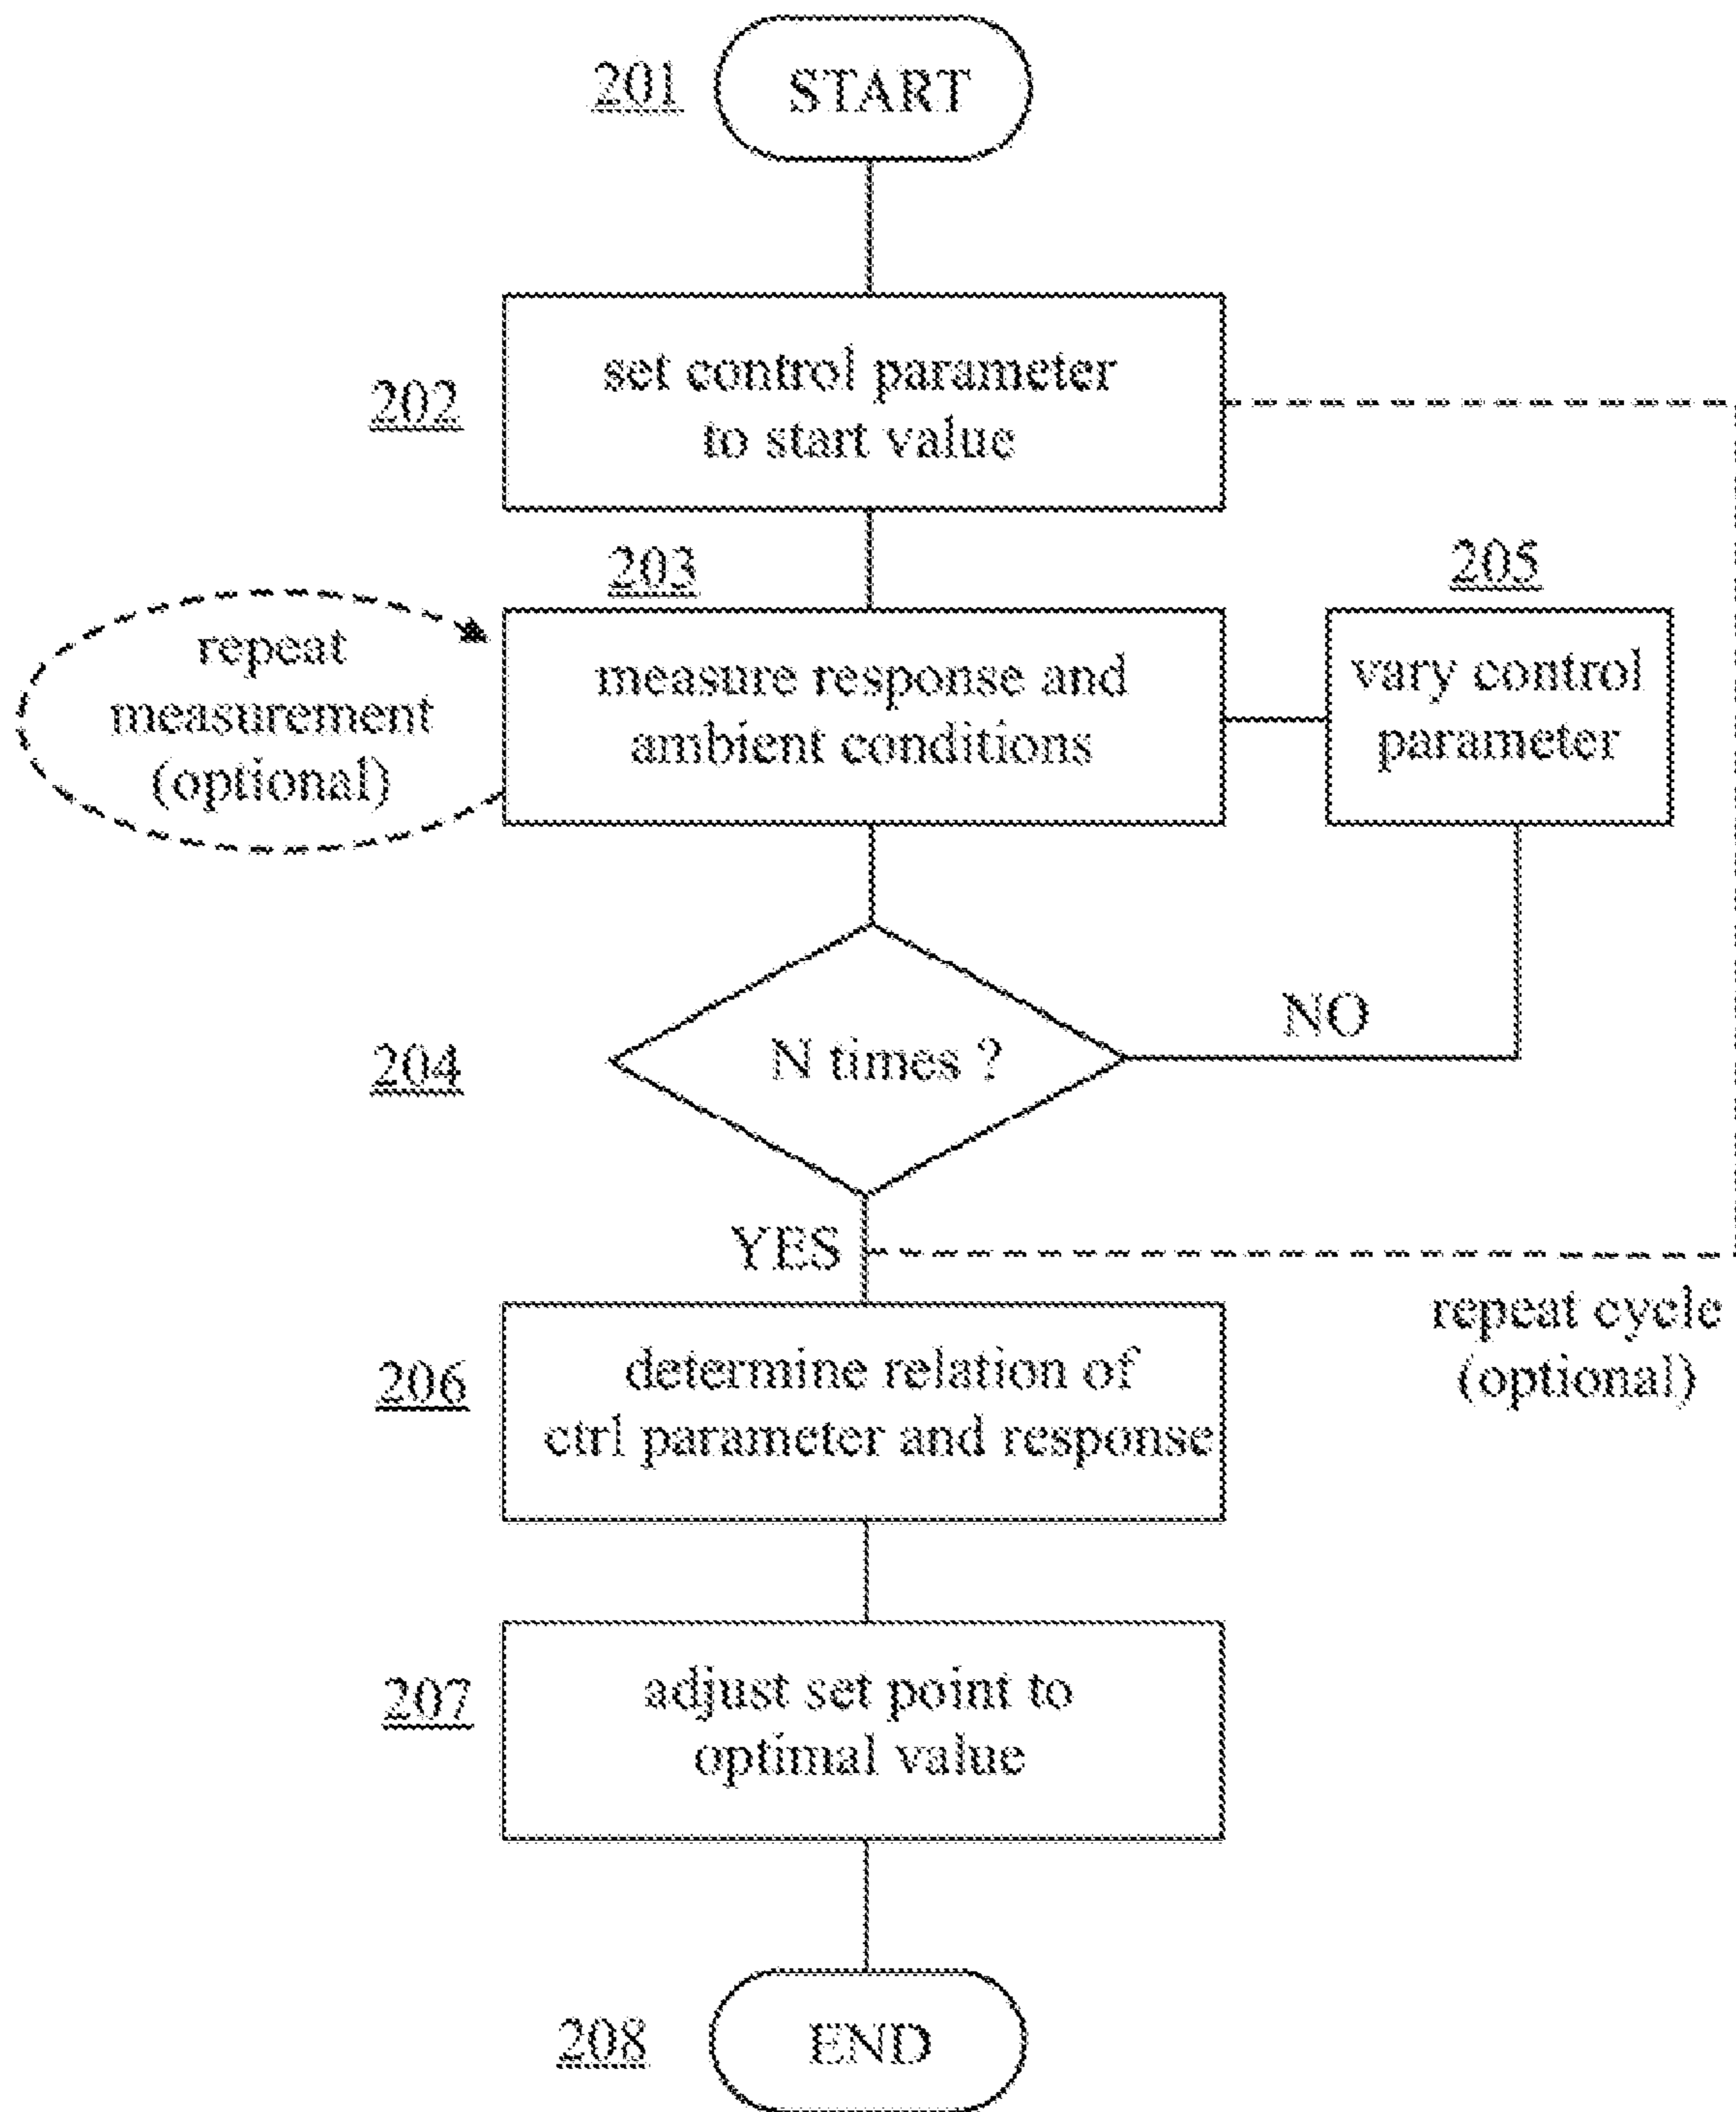 201
START
202
set control parameter
to start value
203
205
repeat
measurement
(optional)
measure response and
ambient conditions
vary control
parameter
204
N times ?
NO
YES
repeat cycle
(optional)
206
determine relation of
ctrl parameter and response
207
adjust set point to
optimal value
208
END